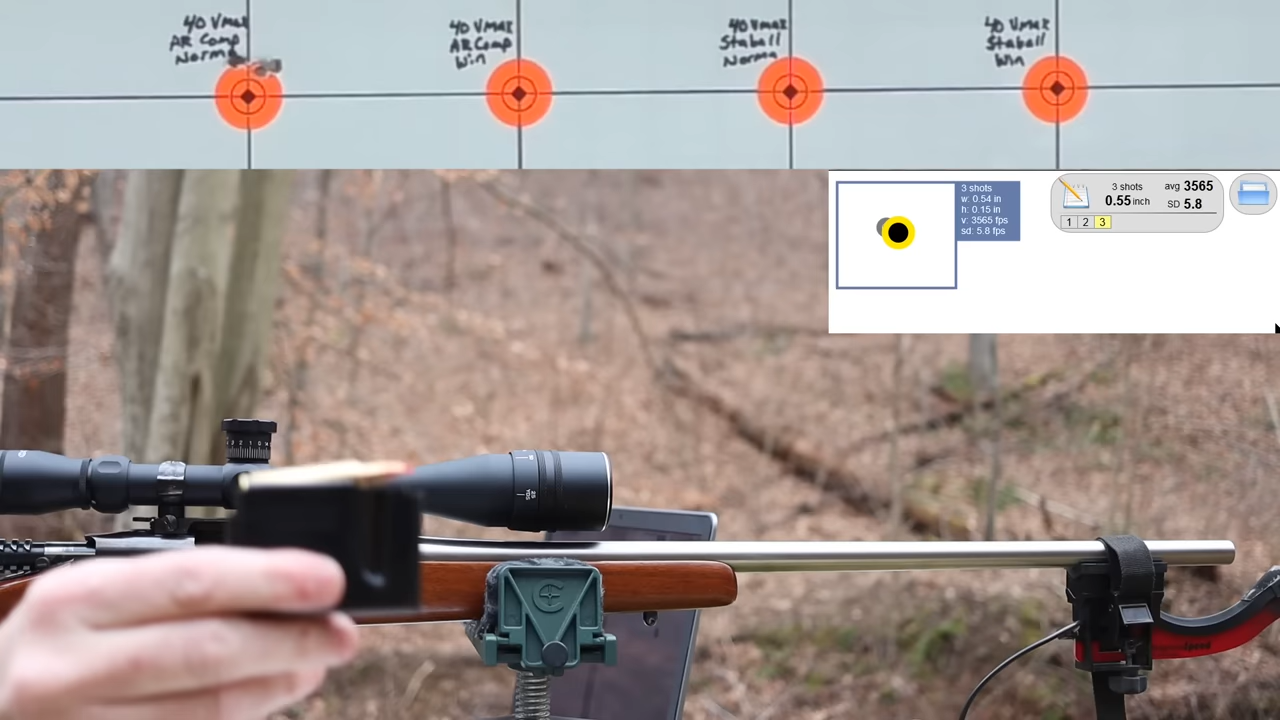 40 Vmax
AR Comp
Norma
40 Vmax
AR Comp
Win
40 Vmax
Staball
Norma
40 Vmax
Staball
Win
3 shots
w: 0.54 in
h: 0.15 in
v: 3565 fps
sd: 5.8 fps
3 shots
0.55 inch
avg 3565
SD 5.8
1 2 3
25
YDS